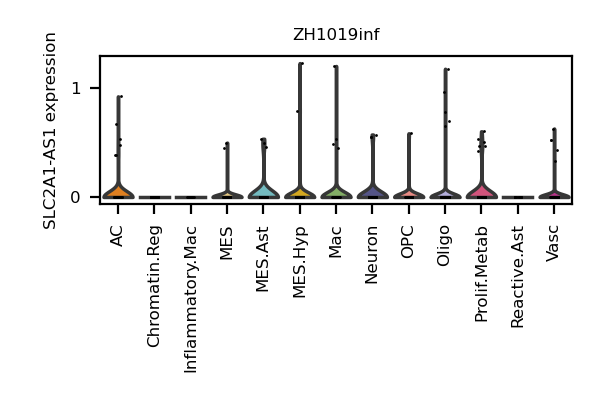 ZH1019inf
SLC2A1-AS1 expression
1
0
AC
Chromatin.Reg
Inflammatory.Mac
MES
MES.Ast
MES.Hyp
Mac
Neuron
OPC
Oligo
Prolif.Metab
Reactive.Ast
Vasc